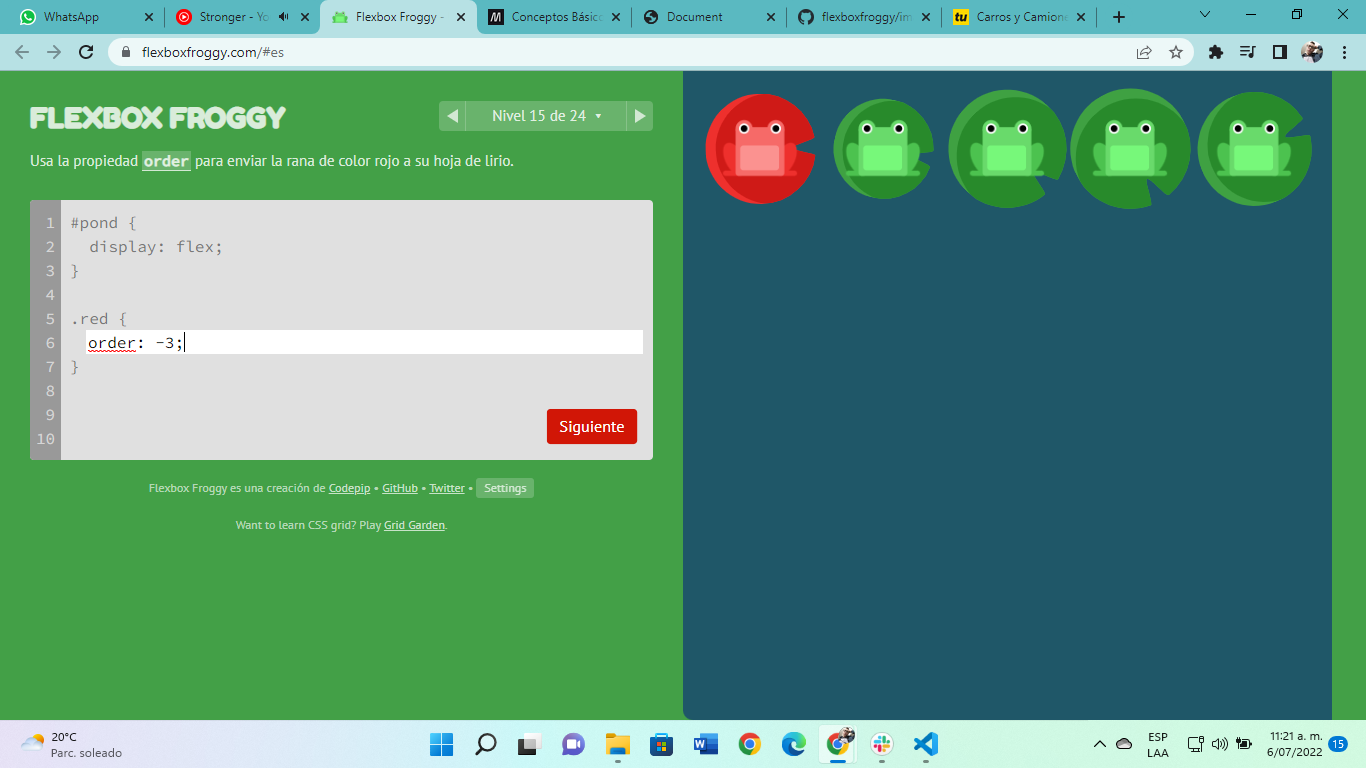 WhatsApp
Stronger - Yo
Flexbox Froggy -
Conceptos Básico
Document
flexboxfroggy/im
Carros y Camione
flexboxfroggy.com/#es
FLEXBOX FROGGY
Nivel 15 de 24
Usa la propiedad order para enviar la rana de color rojo a su hoja de lirio.
1 #pond {
2 display: flex;
3 }
4
5 .red {
6 order: -3;
7 }
8
9
10
Siguiente
Flexbox Froggy es una creación de Codepip • GitHub • Twitter • Settings
Want to learn CSS grid? Play Grid Garden.
20°C
Parc. soleado
ESP
LAA
11:21 a. m.
6/07/2022
15